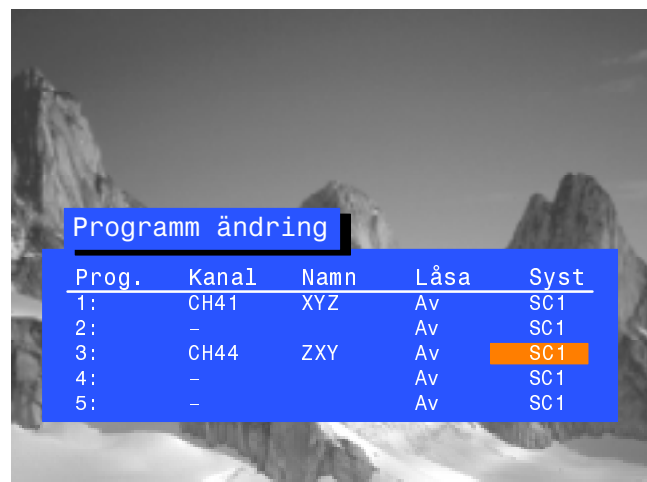 Programm ändring
Prog. Kanal Namn Låsa Syst
1: CH41 XYZ Av SC1
2: – Av SC1
3: CH44 ZXY Av SC1
4: – Av SC1
5: – Av SC1